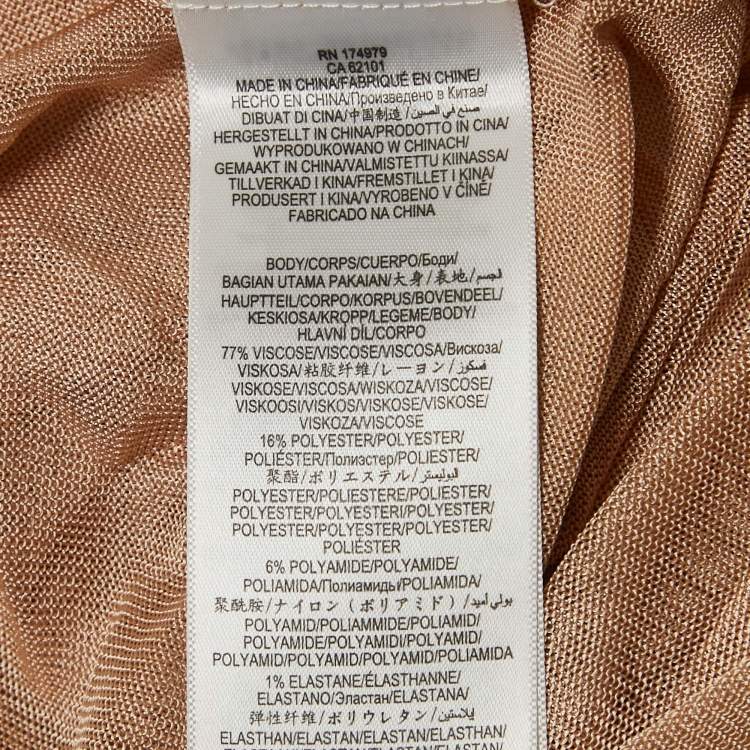 RN 174979
CA 62101
MADE IN CHINA/FABRIQUÉ EN CHINE/
HECHO EN CHINA/Произведено в Китае/
DIBUAT DI CINA/中国制造/صنع في الصين/
HERGESTELLT IN CHINA/PRODOTTO IN CINA/
WYPRODUKOWANO W CHINACH/
GEMAAKT IN CHINA/VALMISTETTU KIINASSA/
TILLVERKAD I KINA/FREMSTILLET I KINA/
PRODUSERT I KINA/VYROBENO V ČÍNĚ/
FABRICADO NA CHINA
BODY/CORPS/CUERPO/Боди/
BAGIAN UTAMA PAKAIAN/大身/表地/الجسم/
HAUPTTEIL/CORPO/KORPUS/BOVENDEEL/
KESKIOSA/KROPP/LEGEME/BODY/
HLAVNÍ DÍL/CORPO
77% VISCOSE/VISCOSE/VISCOSA/Вискоза/
VISKOSA/粘胶纤维/レーヨン/فسكوز/
VISKOSE/VISCOSA/WISKOZA/VISCOSE/
VISKOOSI/VISKOS/VISKOSE/VISKOSE/
VISKOZA/VISCOSE
16% POLYESTER/POLYESTER/
POLIÉSTER/Полиэстер/POLIESTER/
聚酯/ポリエステル/البوليستر/
POLYESTER/POLIESTERE/POLIESTER/
POLYESTER/POLYESTERI/POLYESTER/
POLYESTER/POLYESTER/POLYESTER/
POLIÉSTER
6% POLYAMIDE/POLYAMIDE/
POLIAMIDA/Полиамиды/POLIAMIDA/
聚酰胺/ナイロン(ポリアミド)/بولي أميد/
POLYAMID/POLIAMMIDE/POLIAMID/
POLYAMIDE/POLYAMIDI/POLYAMID/
POLYAMID/POLYAMID/POLYAMID/POLIAMIDA
1% ELASTANE/ÉLASTHANNE/
ELASTANO/Эластан/ELASTANA/
弹性纤维/ポリウレタン/إيلاستين/
ELASTHAN/ELASTAN/ELASTAN/ELASTHAN/